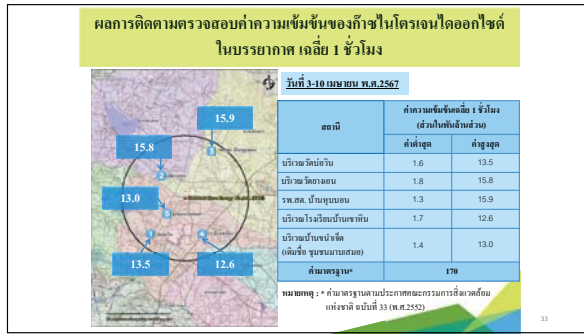 ผลการติดตามตรวจสอบค่าความเข้มข้นของก๊าซไนโตรเจนไดออกไซด์
ในบรรยากาศ เฉลี่ย 1 ชั่วโมง
วันที่ 3-10 เมษายน พ.ศ.2567
15.9
15.8
13.0
13.5
12.6
3
2
5
1
4
สถานี
ค่าความเข้มข้นเฉลี่ย 1 ชั่วโมง
(ส่วนในพันล้านส่วน)
ค่าต่ำสุด ค่าสูงสุด
บริเวณวัดบ่อวิน 1.6 13.5
บริเวณวัดยางเอน 1.8 15.8
รพ.สต. บ้านหุบบอน 1.3 15.9
บริเวณโรงเรียนบ้านเขาหิน 1.7 12.6
บริเวณบ้านชนำเจ็ด
(เดิมชื่อ ชุมชนมาบเสมอ) 1.4 13.0
ค่ามาตรฐาน* 170
หมายเหตุ : * ค่ามาตรฐานตามประกาศคณะกรรมการสิ่งแวดล้อม
แห่งชาติ ฉบับที่ 33 (พ.ศ.2552)
33